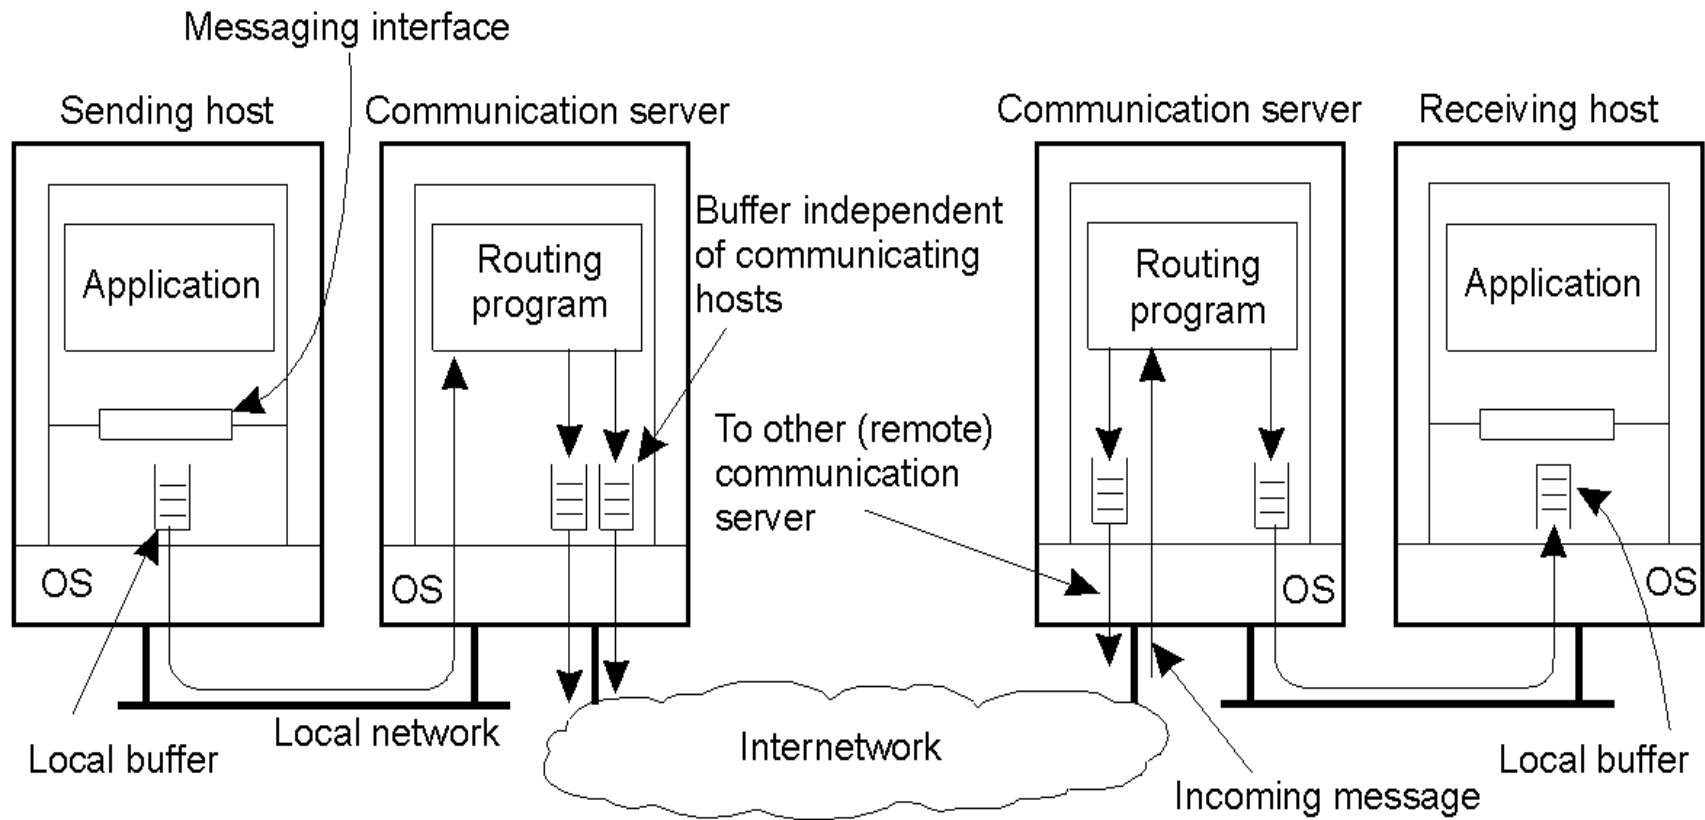 Messaging interface
Sending host
Communication server
Communication server
Receiving host
Buffer independent
of communicating
hosts
Application
Routing
program
Routing
program
Application
To other (remote)
communication
server
OS
OS
OS
OS
Local network
Local buffer
Internetwork
Incoming message
Local buffer